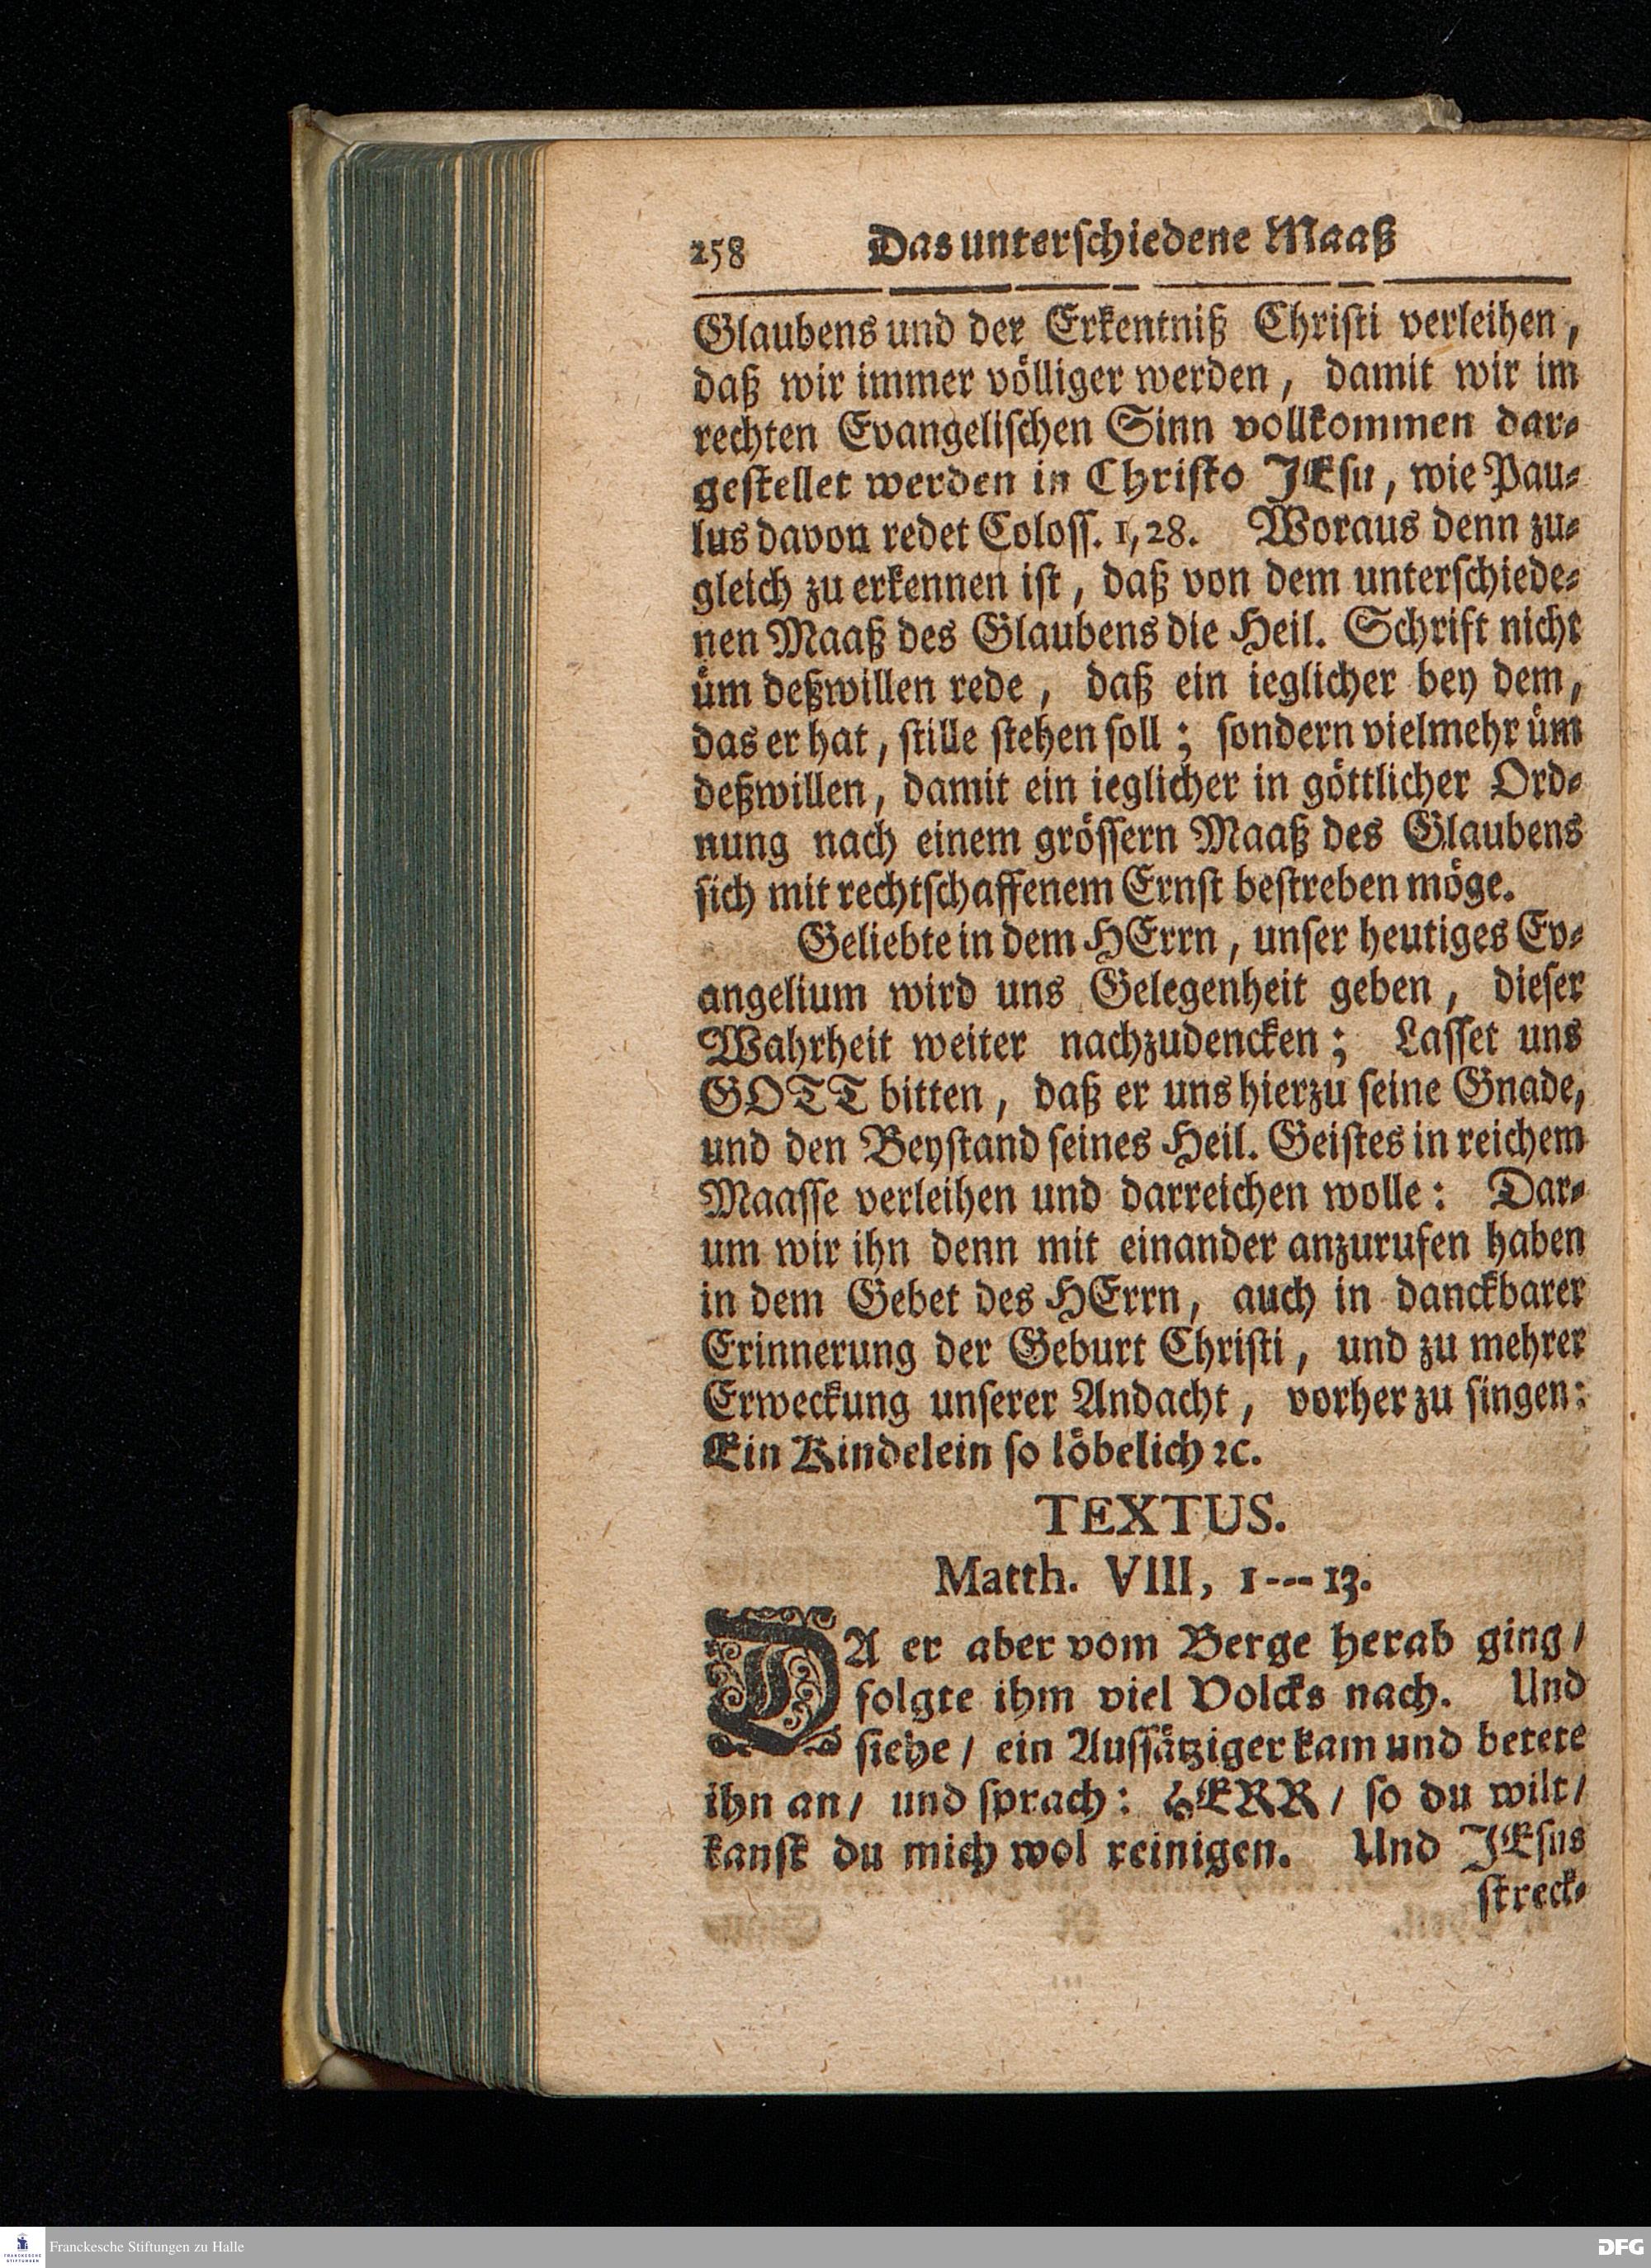 258 Das unterschiedene Maaß
Glaubens und der Erkentniß Christi verleihen,
daß wir immer völliger werden, damit wir im
rechten Evangelischen Sinn vollkommen dar-
gestellet werden in Christo JEsu, wie Pau-
lus davon redet Coloss. 1, 28. Woraus denn zu-
gleich zu erkennen ist, daß von dem unterschiede-
nen Maaß des Glaubens die Heil. Schrift nicht
üm deßwillen rede, daß ein ieglicher bey dem,
das er hat, stille stehen soll; sondern vielmehr üm
deßwillen, damit ein ieglicher in göttlicher Ord-
nung nach einem grössern Maaß des Glaubens
sich mit rechtschaffenem Ernst bestreben möge.
Geliebte in dem HErrn, unser heutiges Ev-
angelium wird uns Gelegenheit geben, dieser
Wahrheit weiter nachzudencken; Lasset uns
GOTT bitten, daß er uns hierzu seine Gnade,
und den Beystand seines Heil. Geistes in reichem
Maasse verleihen und darreichen wolle: Dar-
um wir ihn denn mit einander anzurufen haben
in dem Gebet des HErrn, auch in danckbarer
Erinnerung der Geburt Christi, und zu mehrer
Erweckung unserer Andacht, vorher zu singen:
Ein Kindelein so löbelich ꝛc.
TEXTUS.
Matth. VIII, 1---13.
DA er aber vom Berge herab ging/
folgte ihm viel Volcks nach. Und
siehe/ ein Aussätziger kam und betete
ihn an/ und sprach: HERR/ so du wilt/
kanst du mich wol reinigen. Und JEsus
streck-
FRANCKESCHE STIFTUNGEN
Franckesche Stiftungen zu Halle
DFG